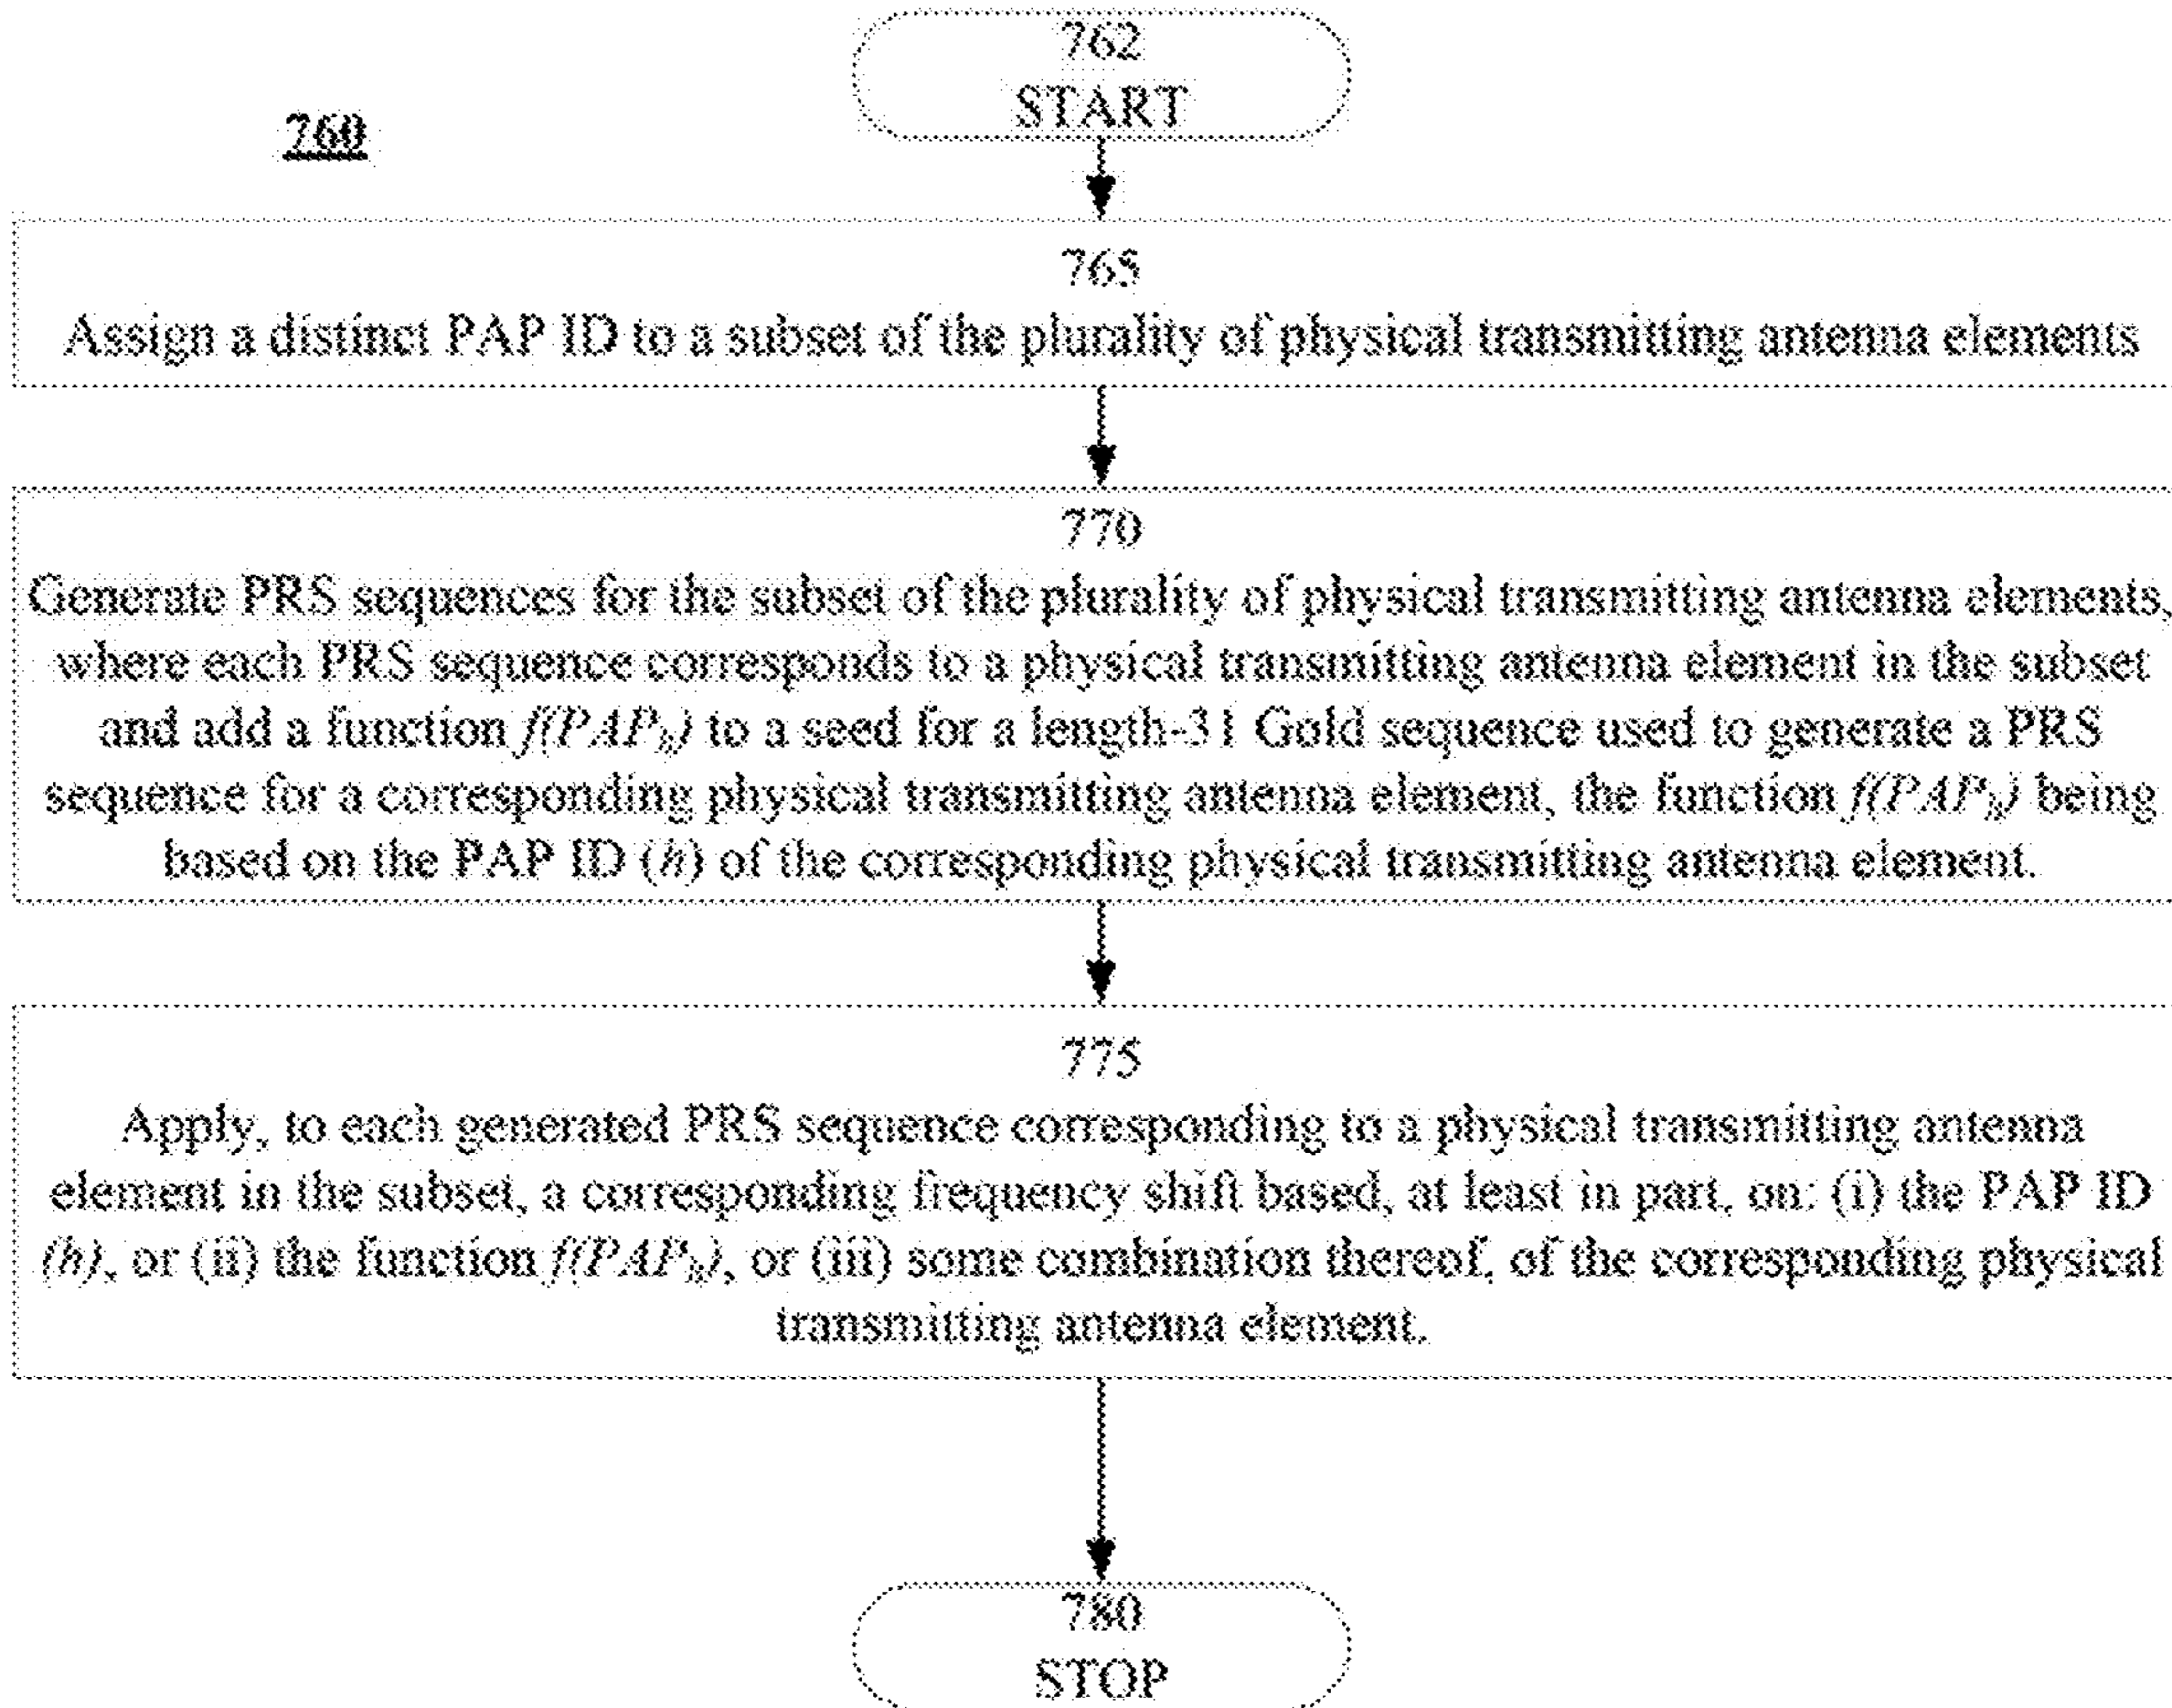 762
START
760
765
Assign a distinct PAP ID to a subset of the plurality of physical transmitting antenna elements
770
Generate PRS sequences for the subset of the plurality of physical transmitting antenna elements,
where each PRS sequence corresponds to a physical transmitting antenna element in the subset
and add a function f(PAPₕ) to a seed for a length-31 Gold sequence used to generate a PRS
sequence for a corresponding physical transmitting antenna element, the function f(PAPₕ) being
based on the PAP ID (h) of the corresponding physical transmitting antenna element.
775
Apply, to each generated PRS sequence corresponding to a physical transmitting antenna
element in the subset, a corresponding frequency shift based, at least in part, on: (i) the PAP ID
(h), or (ii) the function f(PAPₕ), or (iii) some combination thereof, of the corresponding physical
transmitting antenna element.
780
STOP